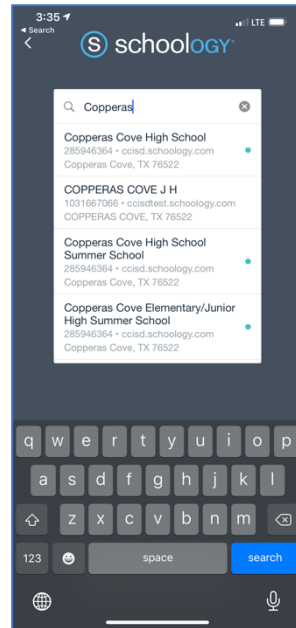 3:35
LTE
Search
S schoology
Copperas
Copperas Cove High School
285946364 • ccisd.schoology.com
Copperas Cove, TX 76522
COPPERAS COVE J H
1031667066 • ccisdtest.schoology.com
COPPERAS COVE, TX 76522
Copperas Cove High School
Summer School
285946364 • ccisd.schoology.com
Copperas Cove, TX 76522
Copperas Cove Elementary/Junior
High Summer School
285946364 • ccisd.schoology.com
Copperas Cove, TX 76522
q w e r t y u i o p
a s d f g h j k l
z x c v b n m
123 space search